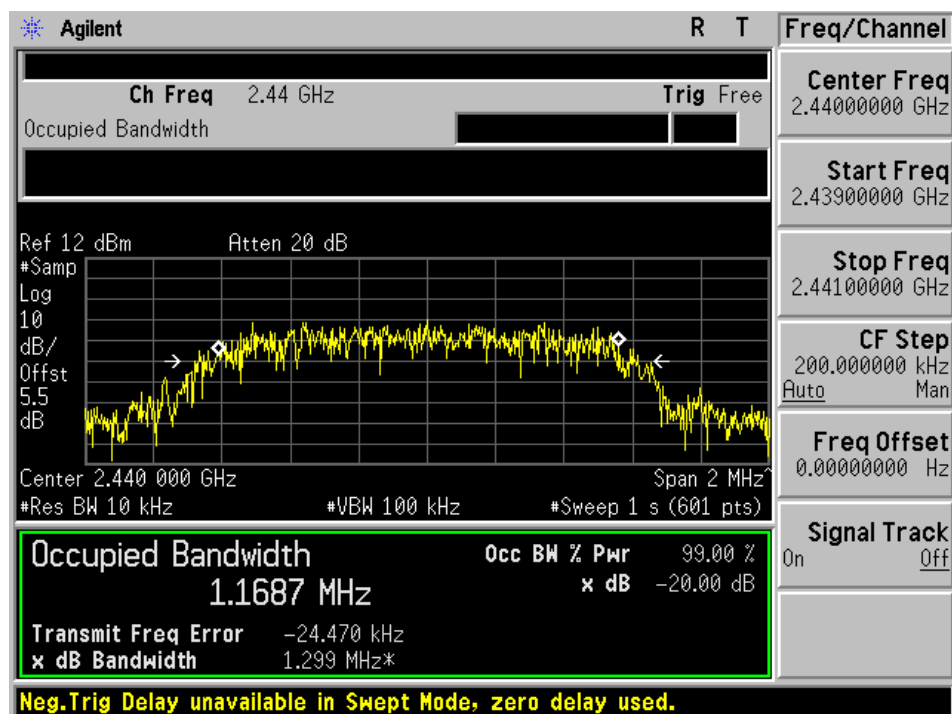 Agilent R T Freq/Channel
Ch Freq 2.44 GHz Trig Free
Occupied Bandwidth
Center Freq
2.44000000 GHz
Start Freq
2.43900000 GHz
Stop Freq
2.44100000 GHz
CF Step
200.000000 kHz
Auto Man
Freq Offset
0.00000000 Hz
Signal Track
On Off
Ref 12 dBm Atten 20 dB
#Samp
Log
10
dB/
Offst
5.5
dB
Center 2.440 000 GHz Span 2 MHz^
#Res BW 10 kHz #VBW 100 kHz #Sweep 1 s (601 pts)
Occupied Bandwidth Occ BW % Pwr 99.00 %
1.1687 MHz x dB -20.00 dB
Transmit Freq Error -24.470 kHz
x dB Bandwidth 1.299 MHz*
Neg.Trig Delay unavailable in Swept Mode, zero delay used.